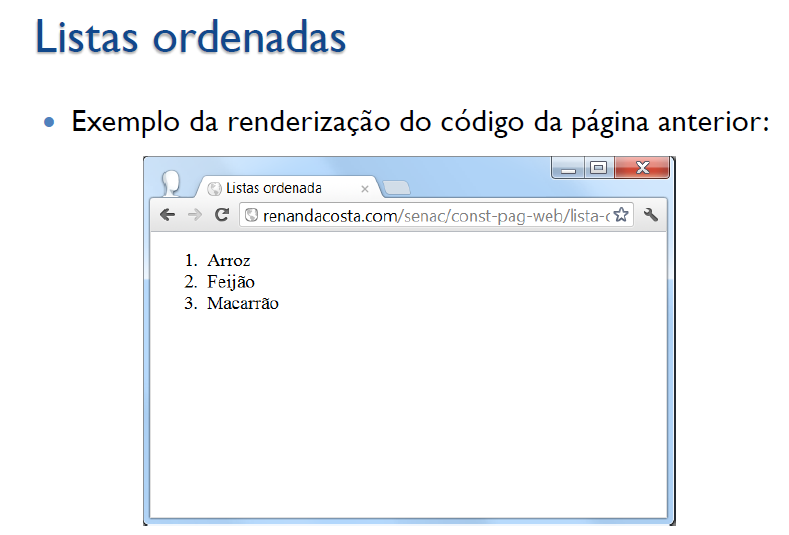 Listas ordenadas
• Exemplo da renderização do código da página anterior:
Listas ordenada
renandacosta.com/senac/const-pag-web/lista-
1. Arroz
2. Feijão
3. Macarrão